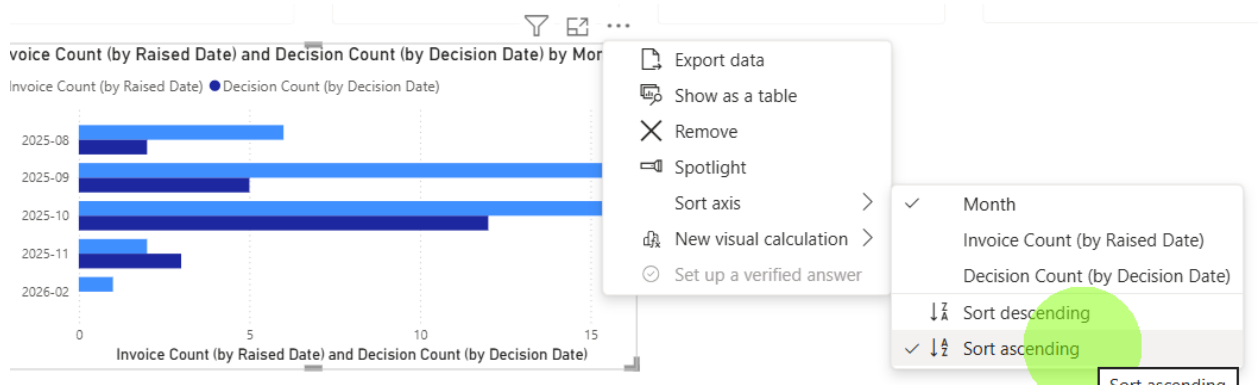 voice Count (by Raised Date) and Decision Count (by Decision Date) by Mor
Invoice Count (by Raised Date) Decision Count (by Decision Date)
2025-08
2025-09
2025-10
2025-11
2026-02
0 5 10 15
Invoice Count (by Raised Date) and Decision Count (by Decision Date)
Export data
Show as a table
Remove
Spotlight
Sort axis
New visual calculation
Set up a verified answer
Month
Invoice Count (by Raised Date)
Decision Count (by Decision Date)
Sort descending
Sort ascending
Sort ascending